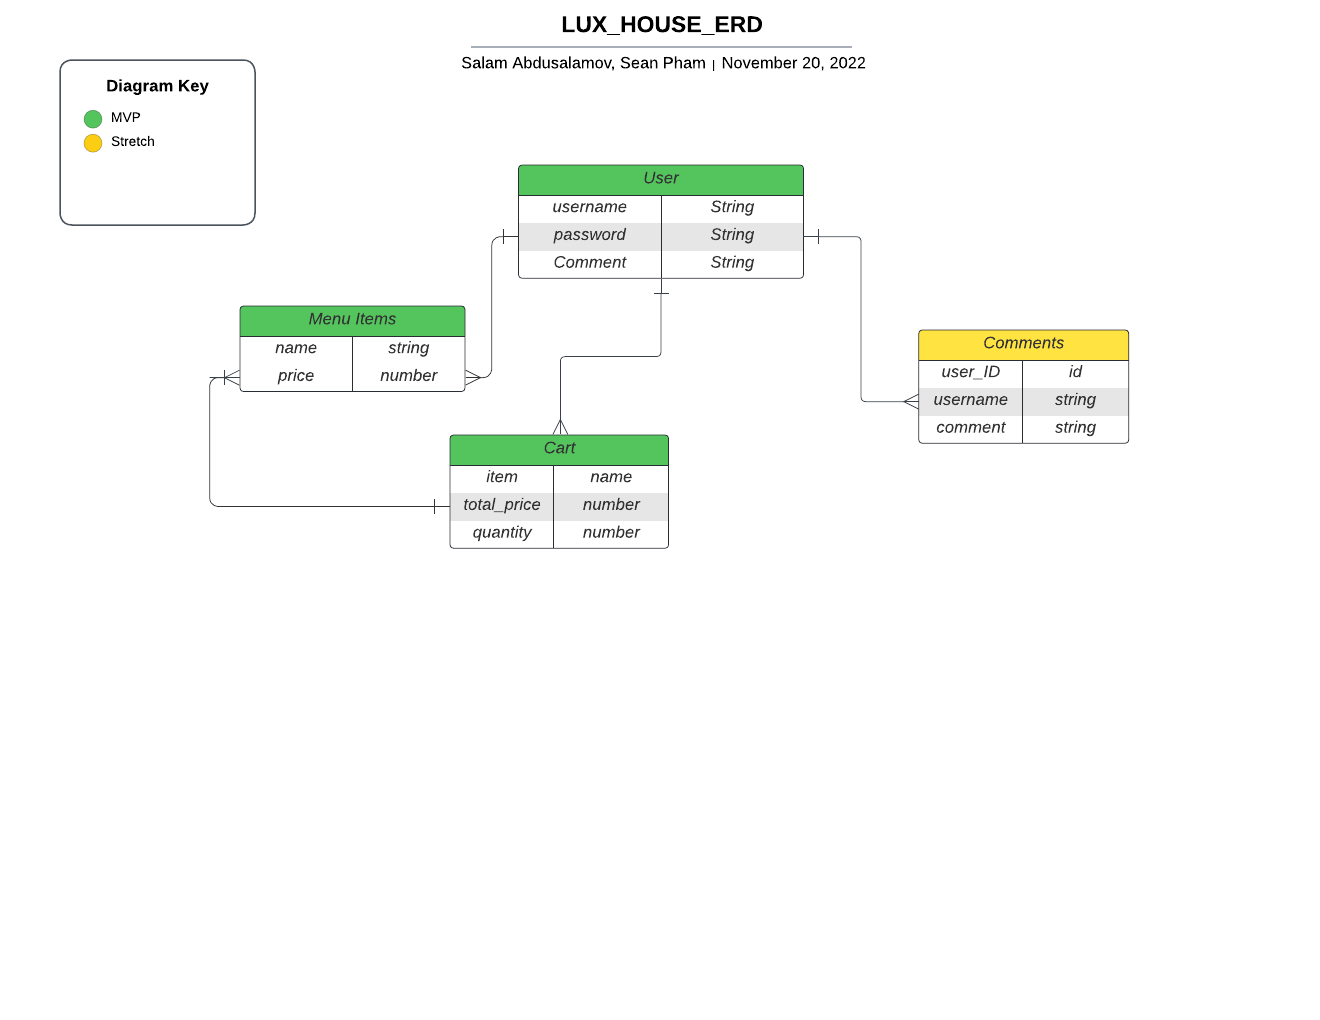 LUX_HOUSE_ERD
Salam Abdusalamov, Sean Pham | November 20, 2022
Diagram Key
MVP
Stretch
User
username String
password String
Comment String
Menu Items
name string
price number
Comments
user_ID id
username string
comment string
Cart
item name
total_price number
quantity number